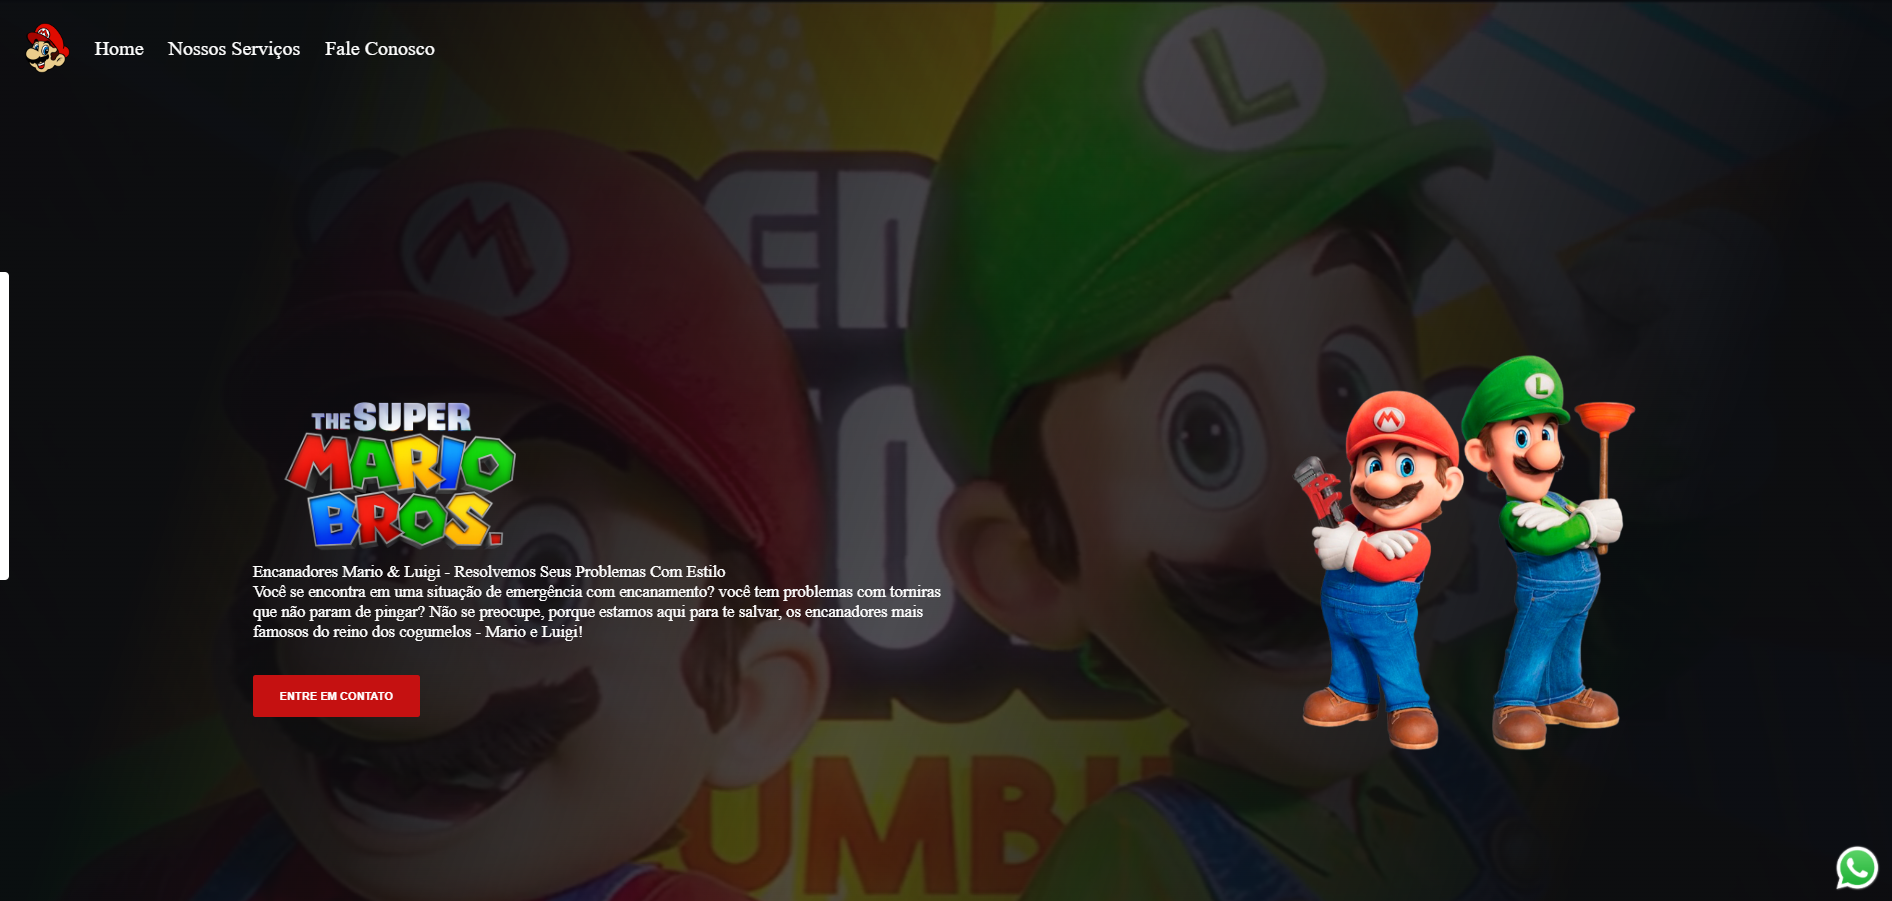 Home Nossos Serviços Fale Conosco
M
L
THE SUPER
MARIO
BROS.
Encanadores Mario & Luigi - Resolvemos Seus Problemas Com Estilo
Você se encontra em uma situação de emergência com encanamento? você tem problemas com torniras
que não param de pingar? Não se preocupe, porque estamos aqui para te salvar, os encanadores mais
famosos do reino dos cogumelos - Mario e Luigi!
ENTRE EM CONTATO
M
L